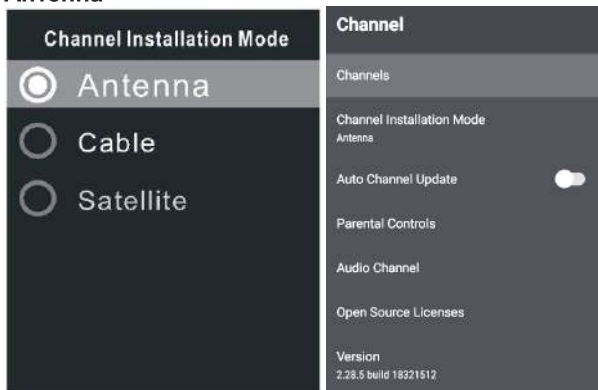 Channel Installation Mode
Antenna
Cable
Satellite
Channel
Channels
Channel Installation Mode
Antenna
Auto Channel Update
Parental Controls
Audio Channel
Open Source Licenses
Version
2.28.5 build 18321512